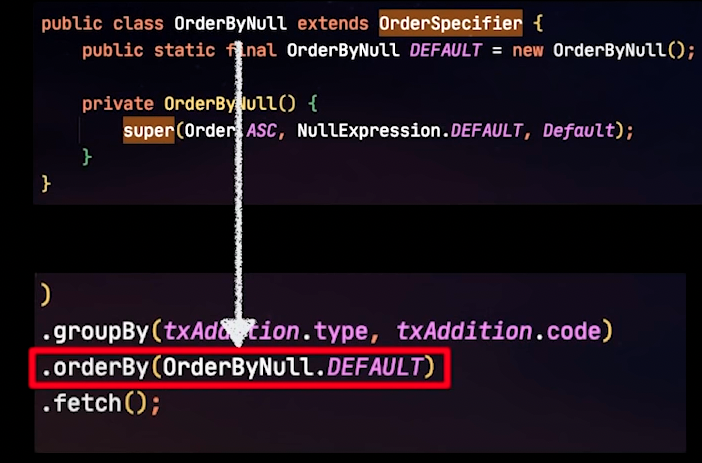 public class OrderByNull extends OrderSpecifier {
    public static final OrderByNull DEFAULT = new OrderByNull();
    private OrderByNull() {
        super(Order.ASC, NullExpression.DEFAULT, Default);
    }
}
)
.groupBy(txAddition.type, txAddition.code)
.orderBy(OrderByNull.DEFAULT)
.fetch();